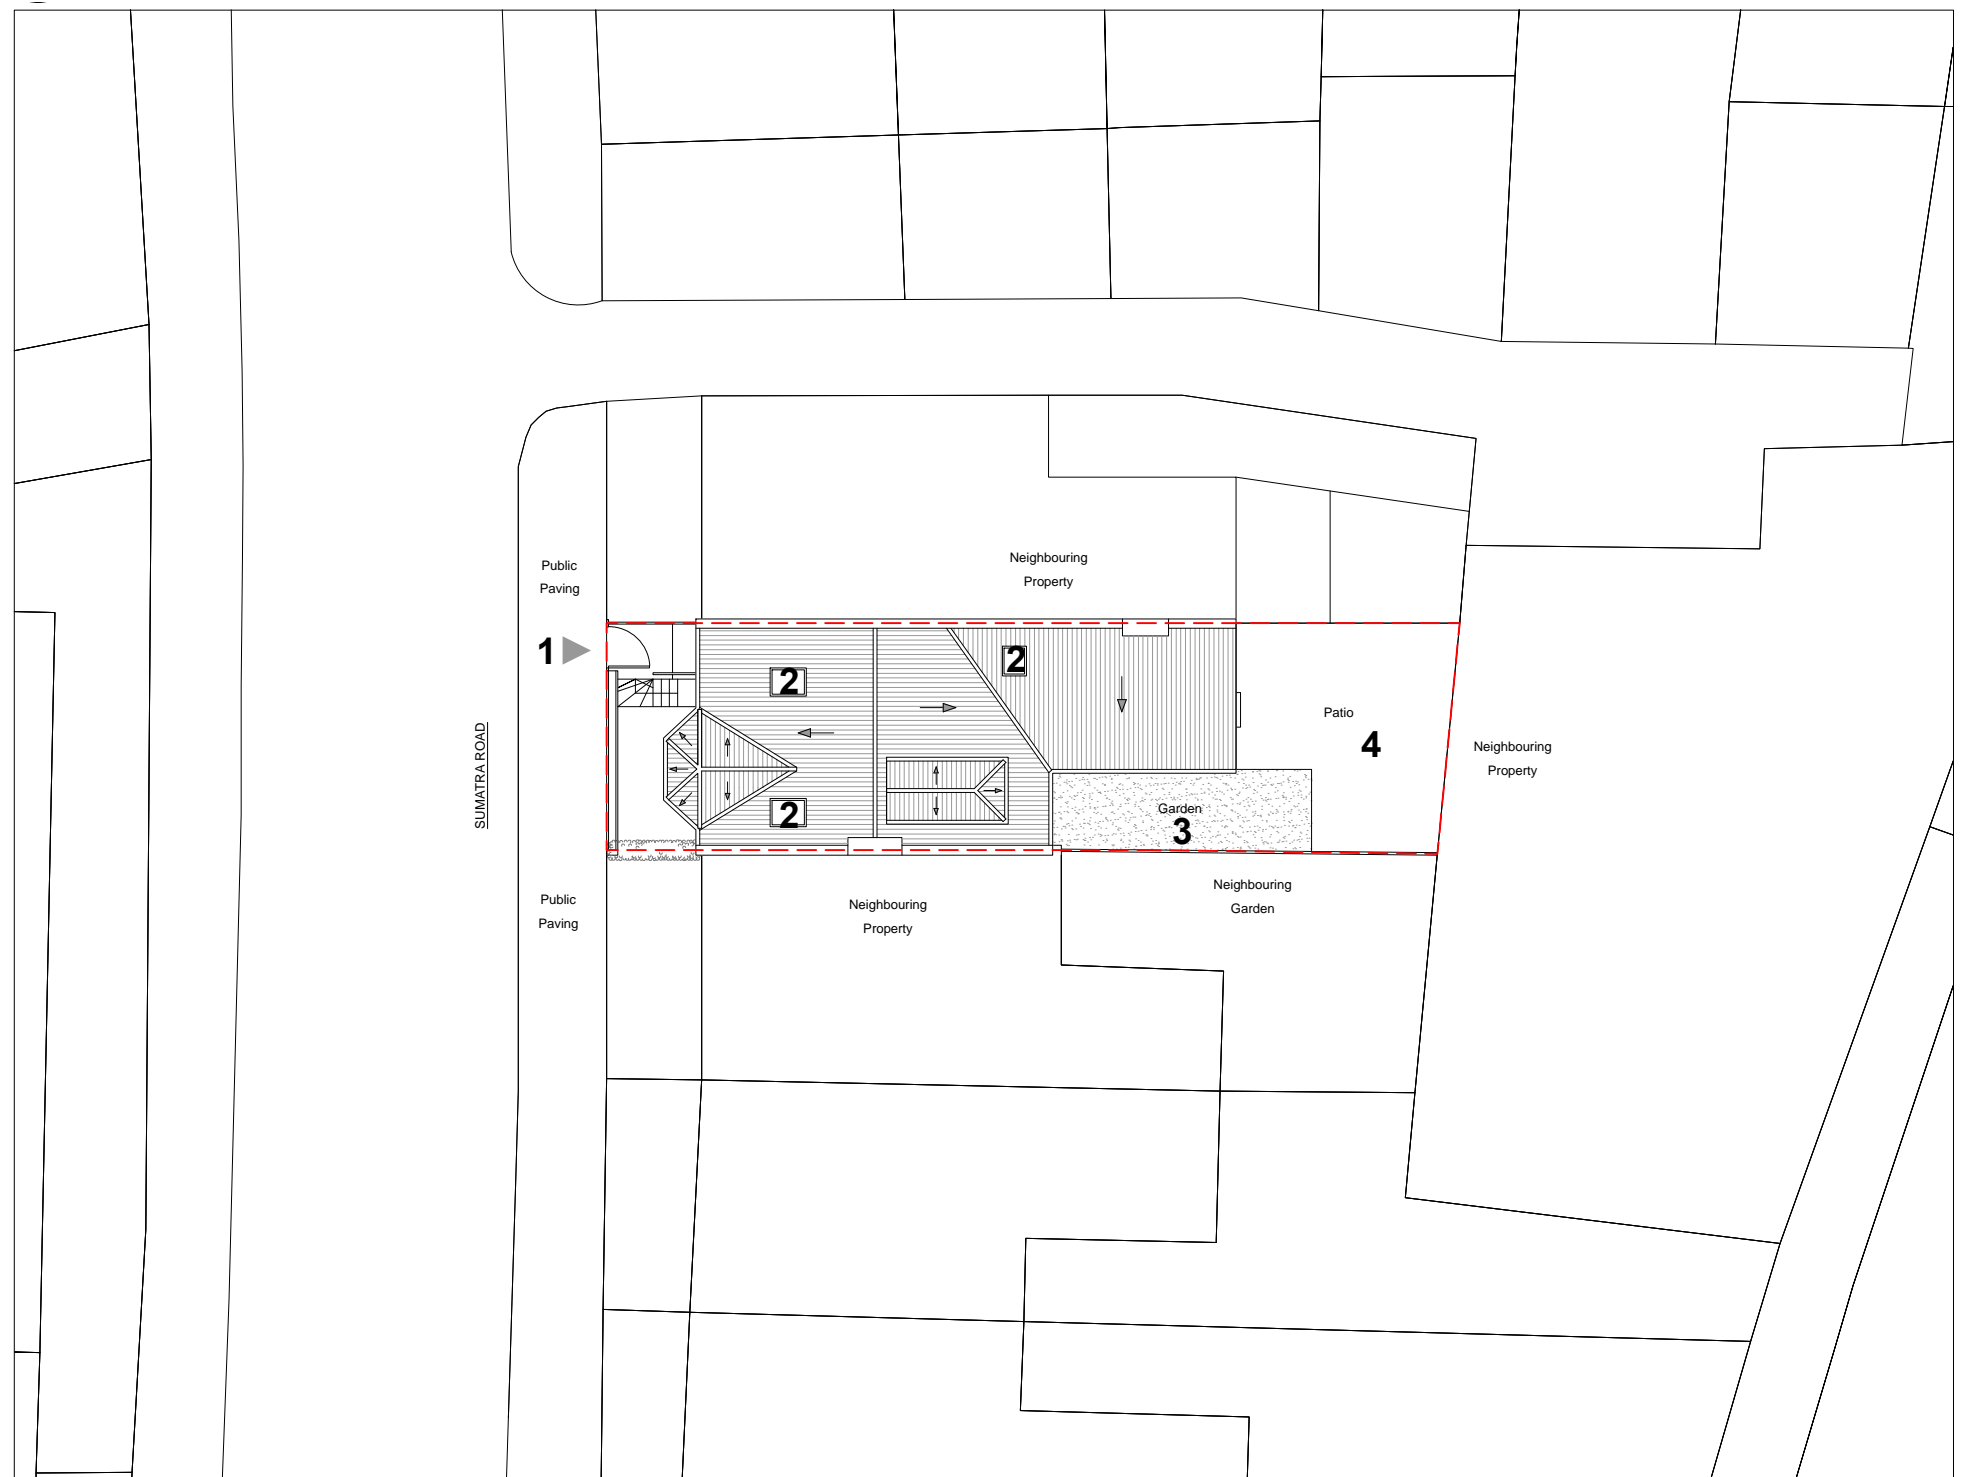 Public
Paving
Neighbouring
Property
1
2
2
Patio
4
SUMATRA ROAD
Neighbouring
Property
2
Garden
3
Public
Paving
Neighbouring
Property
Neighbouring
Garden